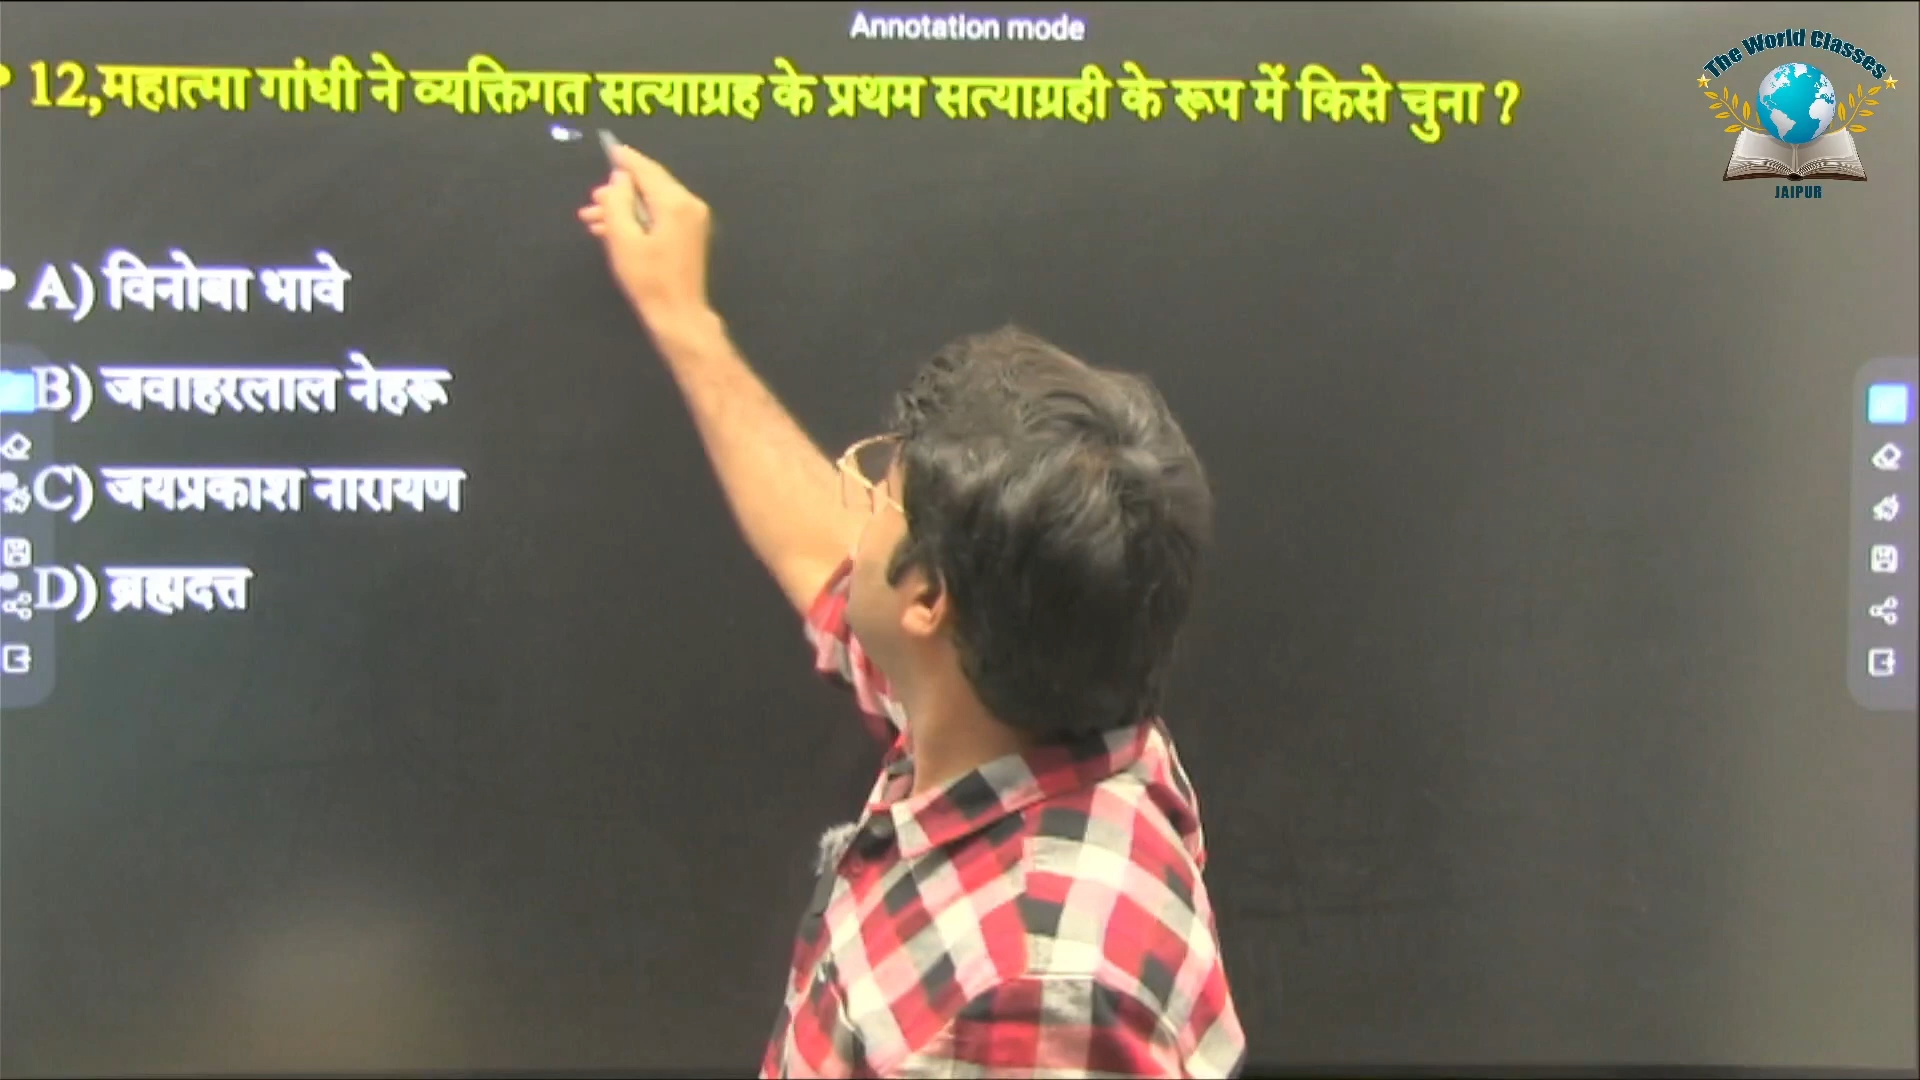 Annotation mode
The World Classes
JAIPUR
12,महात्मा गांधी ने व्यक्तिगत सत्याग्रह के प्रथम सत्याग्रही के रूप में किसे चुना ?
A) विनोबा भावे
B) जवाहरलाल नेहरू
C) जयप्रकाश नारायण
D) ब्रह्मदत्त